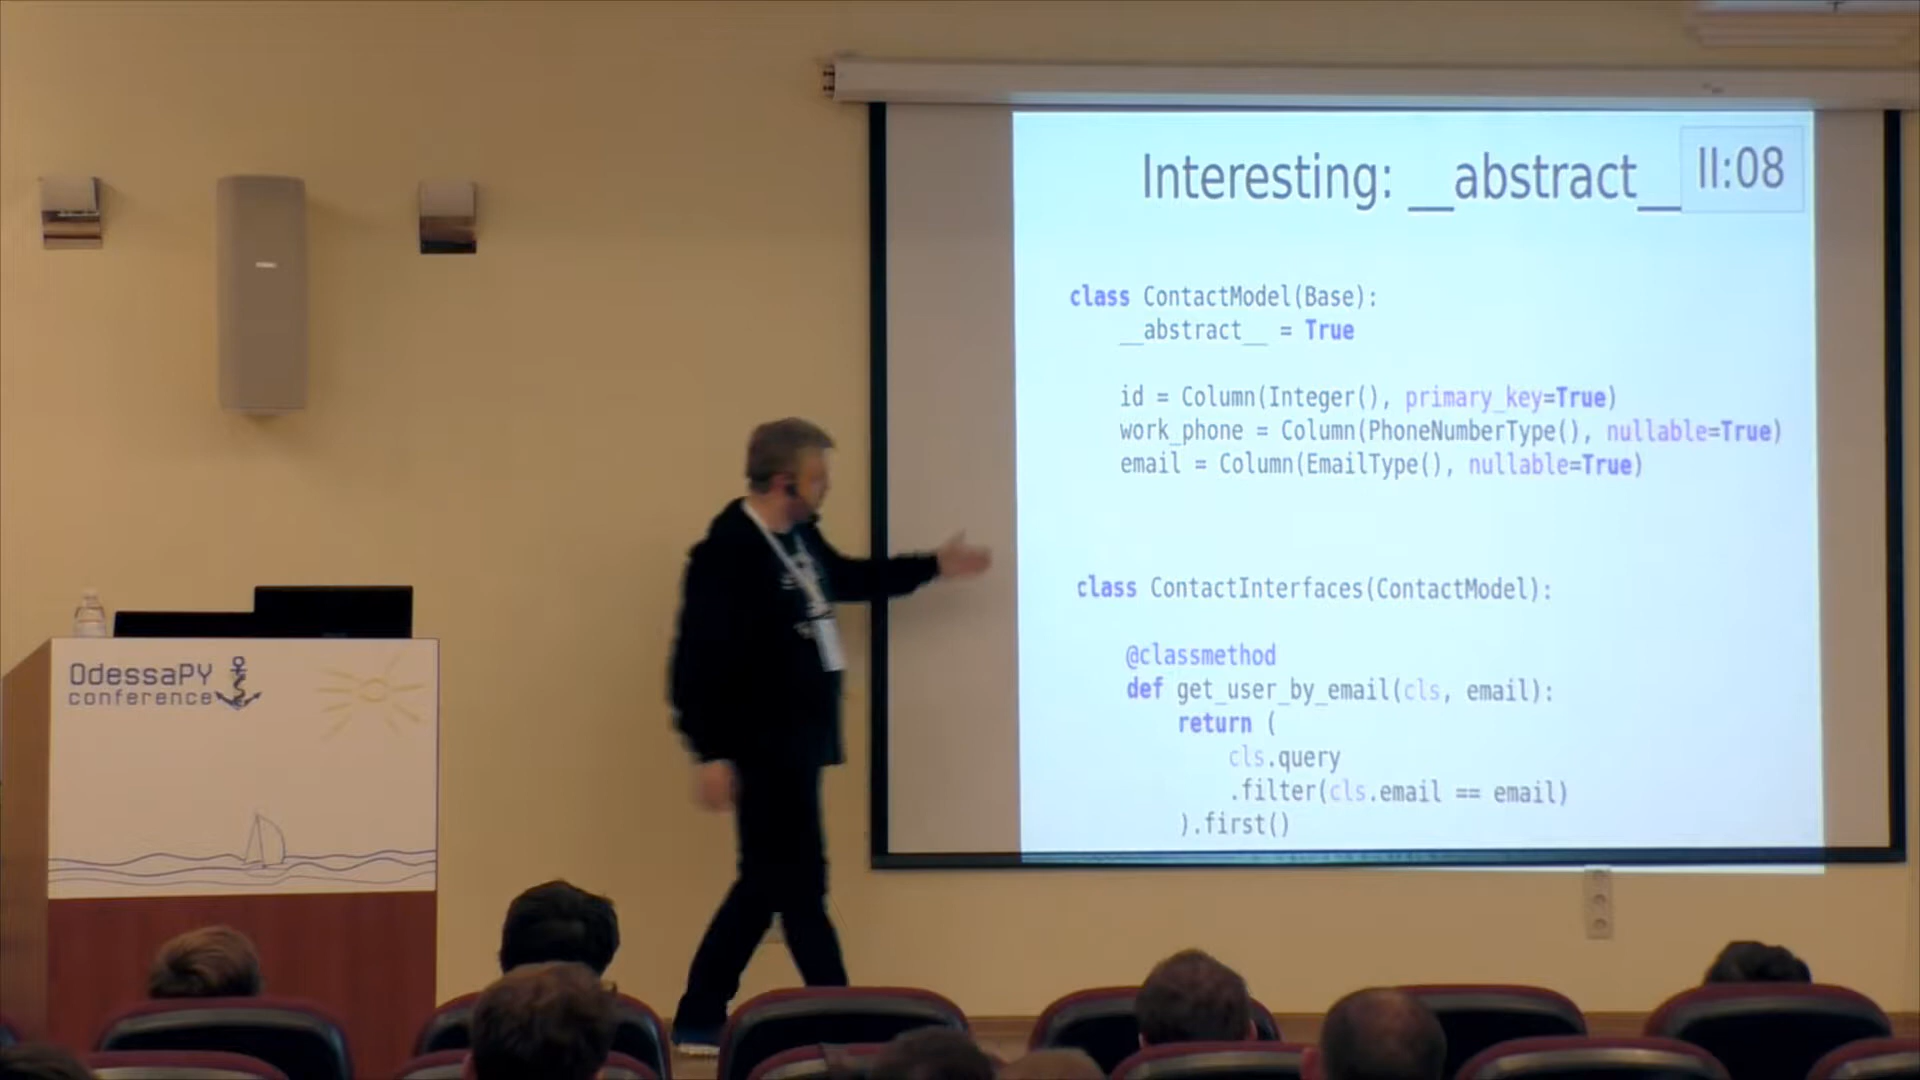 Interesting: __abstract__
11:08
class ContactModel(Base):
__abstract__ = True
id = Column(Integer(), primary_key=True)
work_phone = Column(PhoneNumberType(), nullable=True)
email = Column(EmailType(), nullable=True)
class ContactInterfaces(ContactModel):
@classmethod
def get_user_by_email(cls, email):
return (
cls.query
.filter(cls.email == email)
).first()
OdessaPY
conference